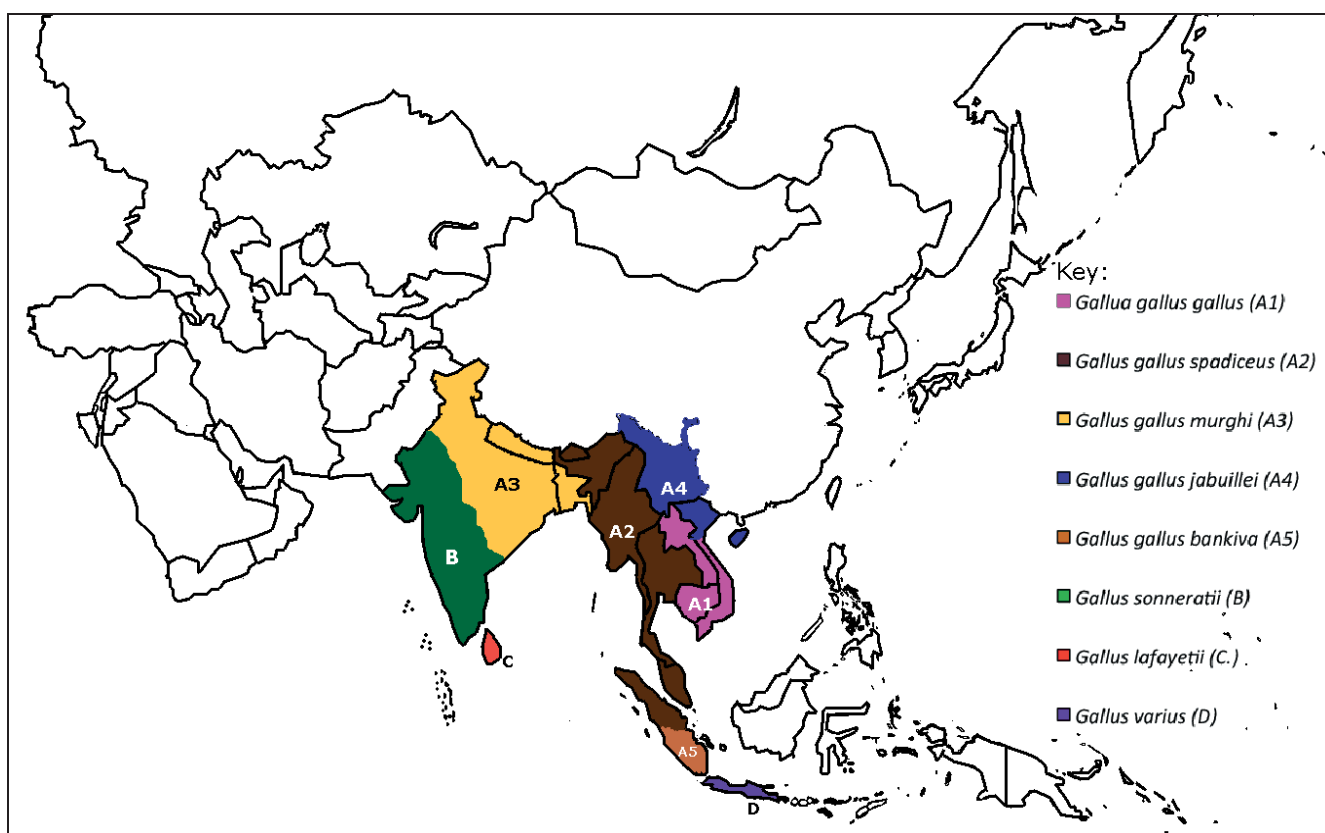 Key:
Gallua gallus gallus (A1)
Gallus gallus spadiceus (A2)
Gallus gallus murghi (A3)
Gallus gallus jabuillei (A4)
Gallus gallus bankiva (A5)
Gallus sonneratii (B)
Gallus lafayetii (C.)
Gallus varius (D)
A3
A4
A2
B
A1
C
A5
D